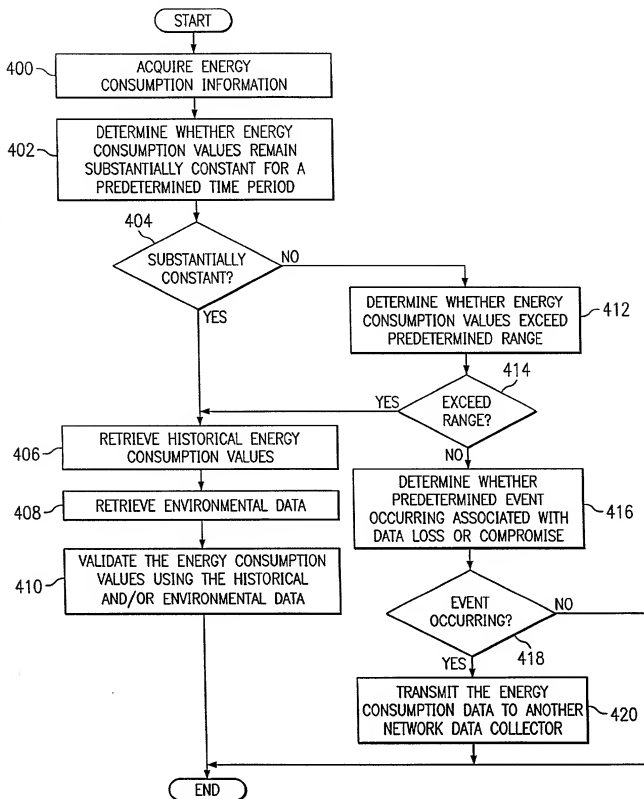 START
400
ACQUIRE ENERGY
CONSUMPTION INFORMATION
402
DETERMINE WHETHER ENERGY
CONSUMPTION VALUES REMAIN
SUBSTANTIALLY CONSTANT FOR A
PREDETERMINED TIME PERIOD
404
SUBSTANTIALLY
CONSTANT?
NO
YES
DETERMINE WHETHER ENERGY
CONSUMPTION VALUES EXCEED
PREDETERMINED RANGE
412
414
EXCEED
RANGE?
YES
NO
406
RETRIEVE HISTORICAL ENERGY
CONSUMPTION VALUES
408
RETRIEVE ENVIRONMENTAL DATA
410
VALIDATE THE ENERGY CONSUMPTION
VALUES USING THE HISTORICAL
AND/OR ENVIRONMENTAL DATA
DETERMINE WHETHER
PREDETERMINED EVENT
OCCURRING ASSOCIATED WITH
DATA LOSS OR COMPROMISE
416
EVENT
OCCURRING?
NO
418
YES
TRANSMIT THE ENERGY
CONSUMPTION DATA TO ANOTHER
NETWORK DATA COLLECTOR
420
END